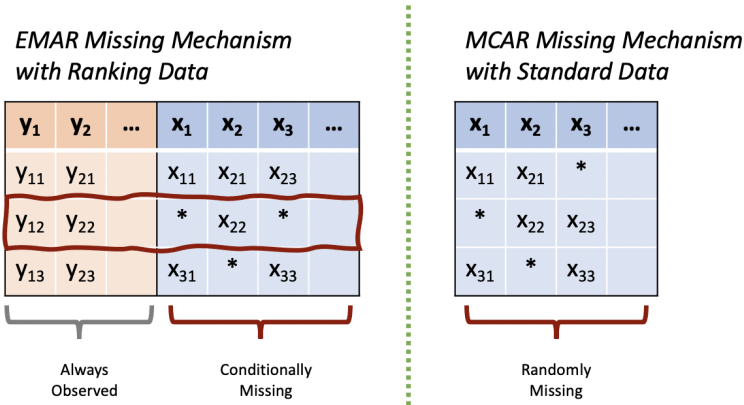 EMAR Missing Mechanism
with Ranking Data
y₁ y₂ ... x₁ x₂ x₃ ...
y₁₁ y₂₁ x₁₁ x₂₁ x₂₃
y₁₂ y₂₂ * x₂₂ *
y₁₃ y₂₃ x₃₁ * x₃₃
Always
Observed
Conditionally
Missing
MCAR Missing Mechanism
with Standard Data
x₁ x₂ x₃ ...
x₁₁ x₂₁ *
* x₂₂ x₂₃
x₃₁ * x₃₃
Randomly
Missing